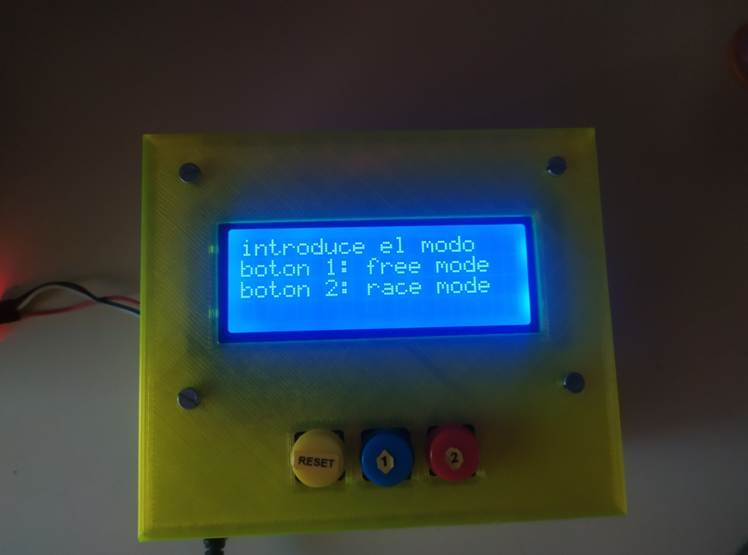 introduce el modo
boton 1: free mode
boton 2: race mode
RESET
1
2